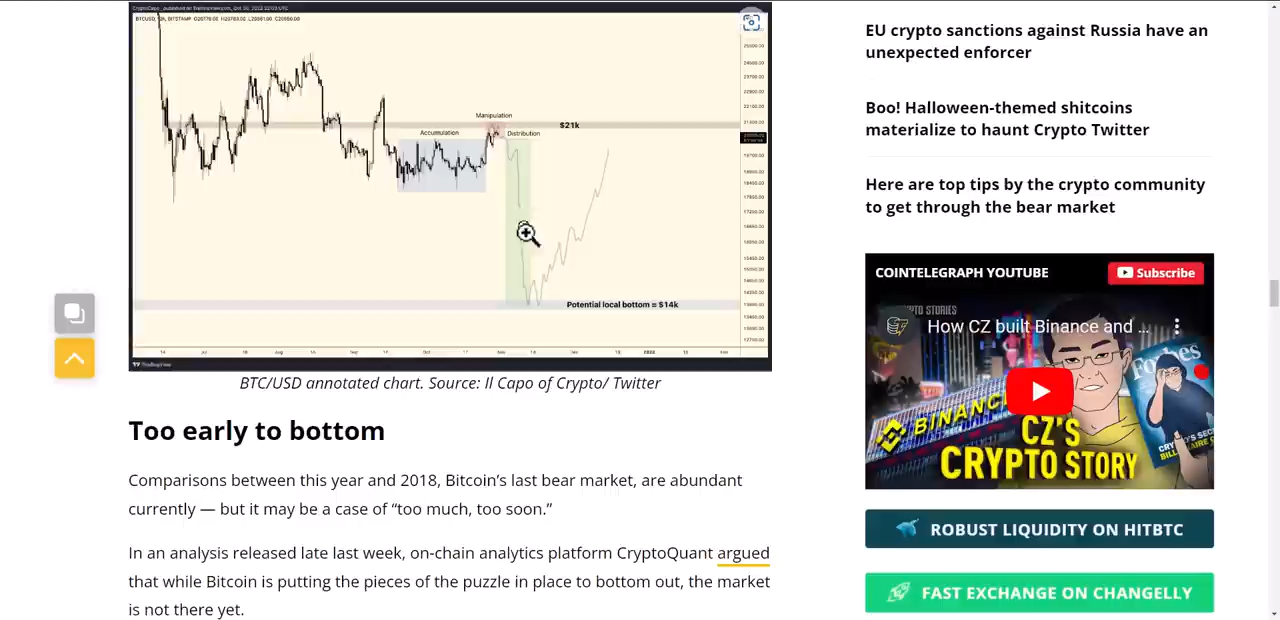 Manipulation
$21k
Accumulation
Distribution
Potential local bottom = $14k
TradingView
BTC/USD annotated chart. Source: Il Capo of Crypto/ Twitter
Too early to bottom
Comparisons between this year and 2018, Bitcoin’s last bear market, are abundant
currently — but it may be a case of “too much, too soon.”
In an analysis released late last week, on-chain analytics platform CryptoQuant argued
that while Bitcoin is putting the pieces of the puzzle in place to bottom out, the market
is not there yet.
EU crypto sanctions against Russia have an
unexpected enforcer
Boo! Halloween-themed shitcoins
materialize to haunt Crypto Twitter
Here are top tips by the crypto community
to get through the bear market
COINTELEGRAPH YOUTUBE
Subscribe
How CZ built Binance and ...
Forbes
BINANCE
CZ'S
CRYPTO STORY
ROBUST LIQUIDITY ON HITBTC
FAST EXCHANGE ON CHANGELLY